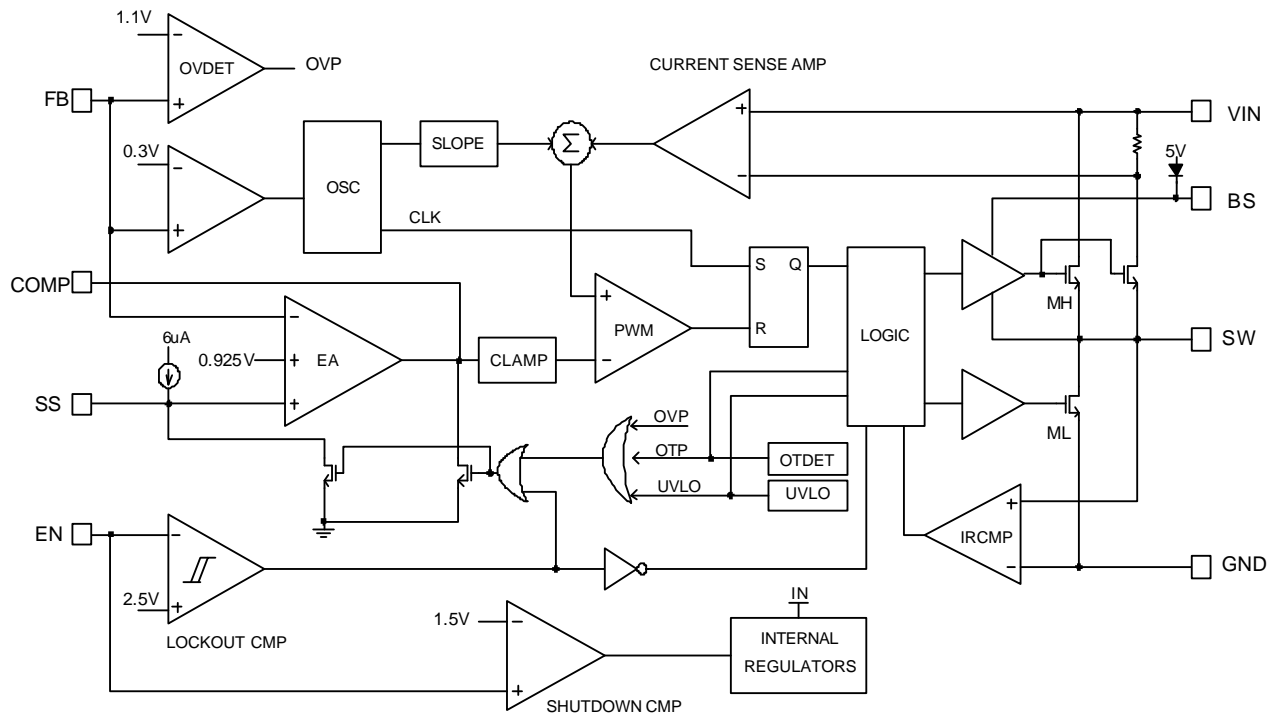 1.1V
OVDET
OVP
FB
CURRENT SENSE AMP
VIN
0.3V
SLOPE
Σ
5V
OSC
BS
CLK
COMP
S Q
R
PWM
LOGIC
MH
SW
6uA
0.925V
EA
CLAMP
SS
OVP
ML
OTP
OTDET
UVLO
UVLO
EN
IRCMP
GND
2.5V
LOCKOUT CMP
1.5V
IN
INTERNAL
REGULATORS
SHUTDOWN CMP